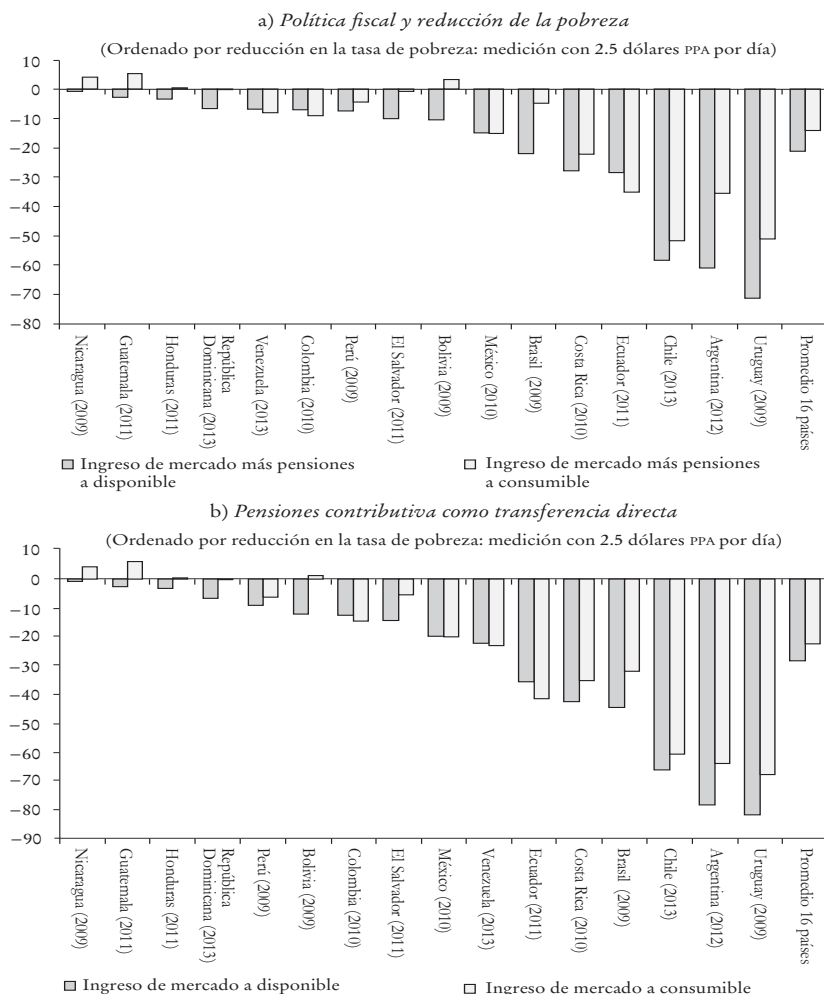 a) Política fiscal y reducción de la pobreza
(Ordenado por reducción en la tasa de pobreza: medición con 2.5 dólares PPA por día)
10
0
−10
−20
−30
−40
−50
−60
−70
−80
Nicaragua (2009)
Guatemala (2011)
Honduras (2011)
República
Dominicana (2013)
Venezuela (2013)
Colombia (2010)
Perú (2009)
El Salvador (2011)
Bolivia (2009)
México (2010)
Brasil (2009)
Costa Rica (2010)
Ecuador (2011)
Chile (2013)
Argentina (2012)
Uruguay (2009)
Promedio 16 países
Ingreso de mercado más pensiones
a disponible
Ingreso de mercado más pensiones
a consumible
b) Pensiones contributiva como transferencia directa
(Ordenado por reducción en la tasa de pobreza: medición con 2.5 dólares PPA por día)
10
0
−10
−20
−30
−40
−50
−60
−70
−80
−90
Nicaragua (2009)
Guatemala (2011)
Honduras (2011)
República
Dominicana (2013)
Perú (2009)
Bolivia (2009)
Colombia (2010)
El Salvador (2011)
México (2010)
Venezuela (2013)
Ecuador (2011)
Costa Rica (2010)
Brasil (2009)
Chile (2013)
Argentina (2012)
Uruguay (2009)
Promedio 16 países
Ingreso de mercado a disponible
Ingreso de mercado a consumible